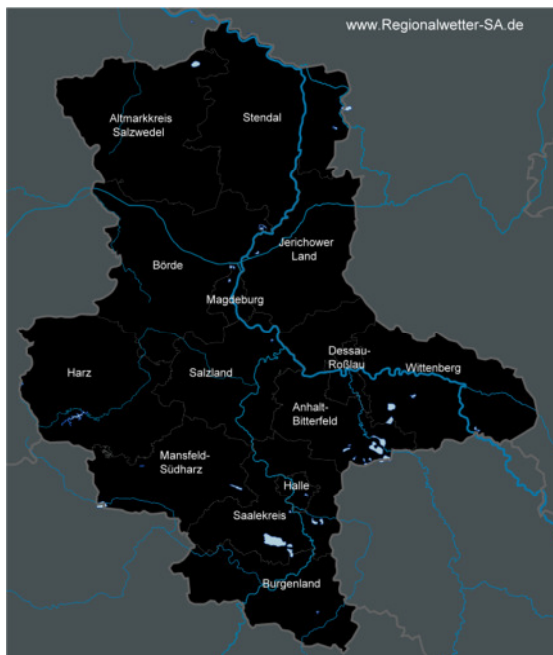 www.Regionalwetter-SA.de
Altmarkkreis
Salzwedel
Stendal
Jerichower
Land
Börde
Magdeburg
Dessau-
Roßlau
Wittenberg
Harz
Salzland
Anhalt-
Bitterfeld
Mansfeld-
Südharz
Halle
Saalekreis
Burgenland